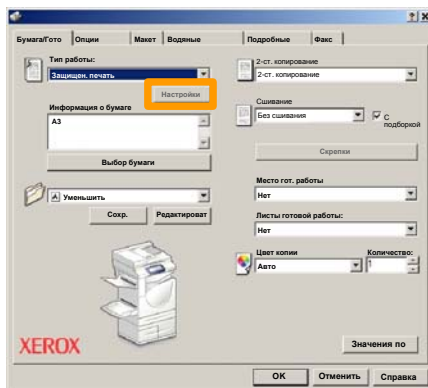 Бумага/Гото Опции Макет Водяные Подробные Факс
Тип работы:
Защищен. печать
Настройки
Информация о бумаге
A3
Выбор бумаги
Уменьшить
Сохр. Редактироват
XEROX
2-ст. копирование
2-ст. копирование
Сшивание
Без сшивания
С подборкой
Скрепки
Место гот. работы
Нет
Листы готовой работы:
Нет
Цвет копии Количество:
Авто 1
Значения по
OK Отменить Справка